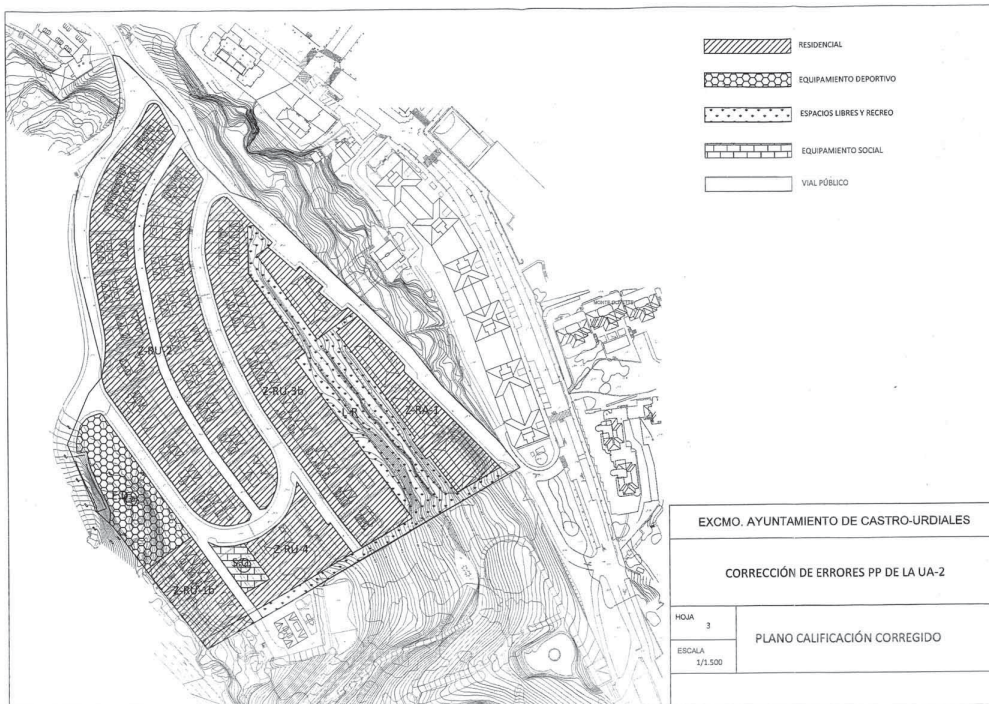 RESIDENCIAL
EQUIPAMIENTO DEPORTIVO
ESPACIOS LIBRES Y RECREO
EQUIPAMIENTO SOCIAL
VIAL PÚBLICO
Z-RU-2
Z-RU-3b
L-R
Z-RA-1
Z-RU-4
Z-RU-1b
EXCMO. AYUNTAMIENTO DE CASTRO-URDIALES
CORRECCIÓN DE ERRORES PP DE LA UA-2
HOJA
3
PLANO CALIFICACIÓN CORREGIDO
ESCALA
1/1.500